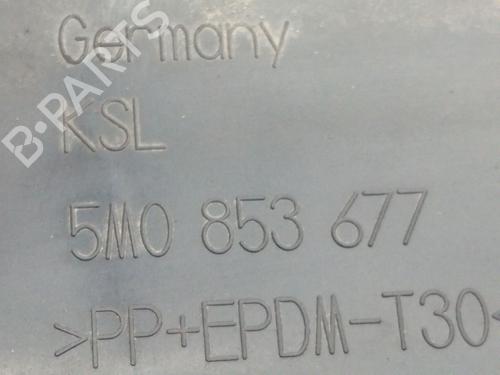 Germany
KSL
5M0 853 677
>PP+EPDM-T30<
B-PARTS